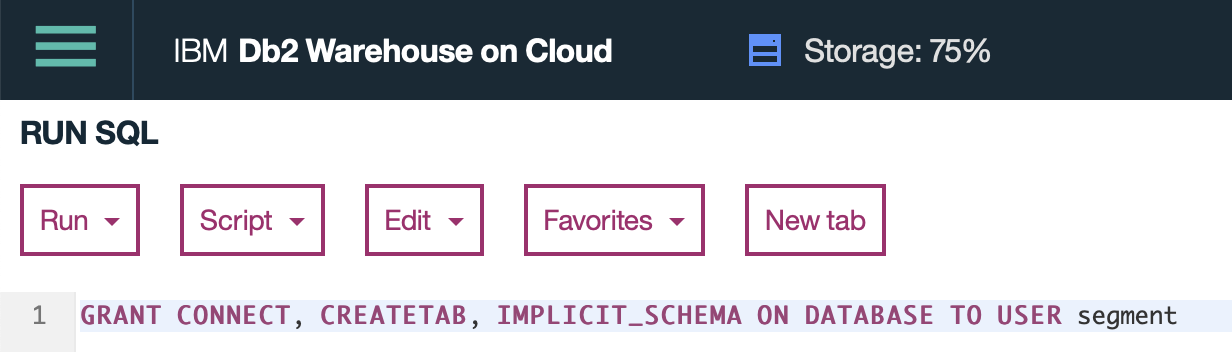 IBM Db2 Warehouse on Cloud
Storage: 75%
RUN SQL
Run
Script
Edit
Favorites
New tab
1 GRANT CONNECT, CREATETAB, IMPLICIT_SCHEMA ON DATABASE TO USER segment